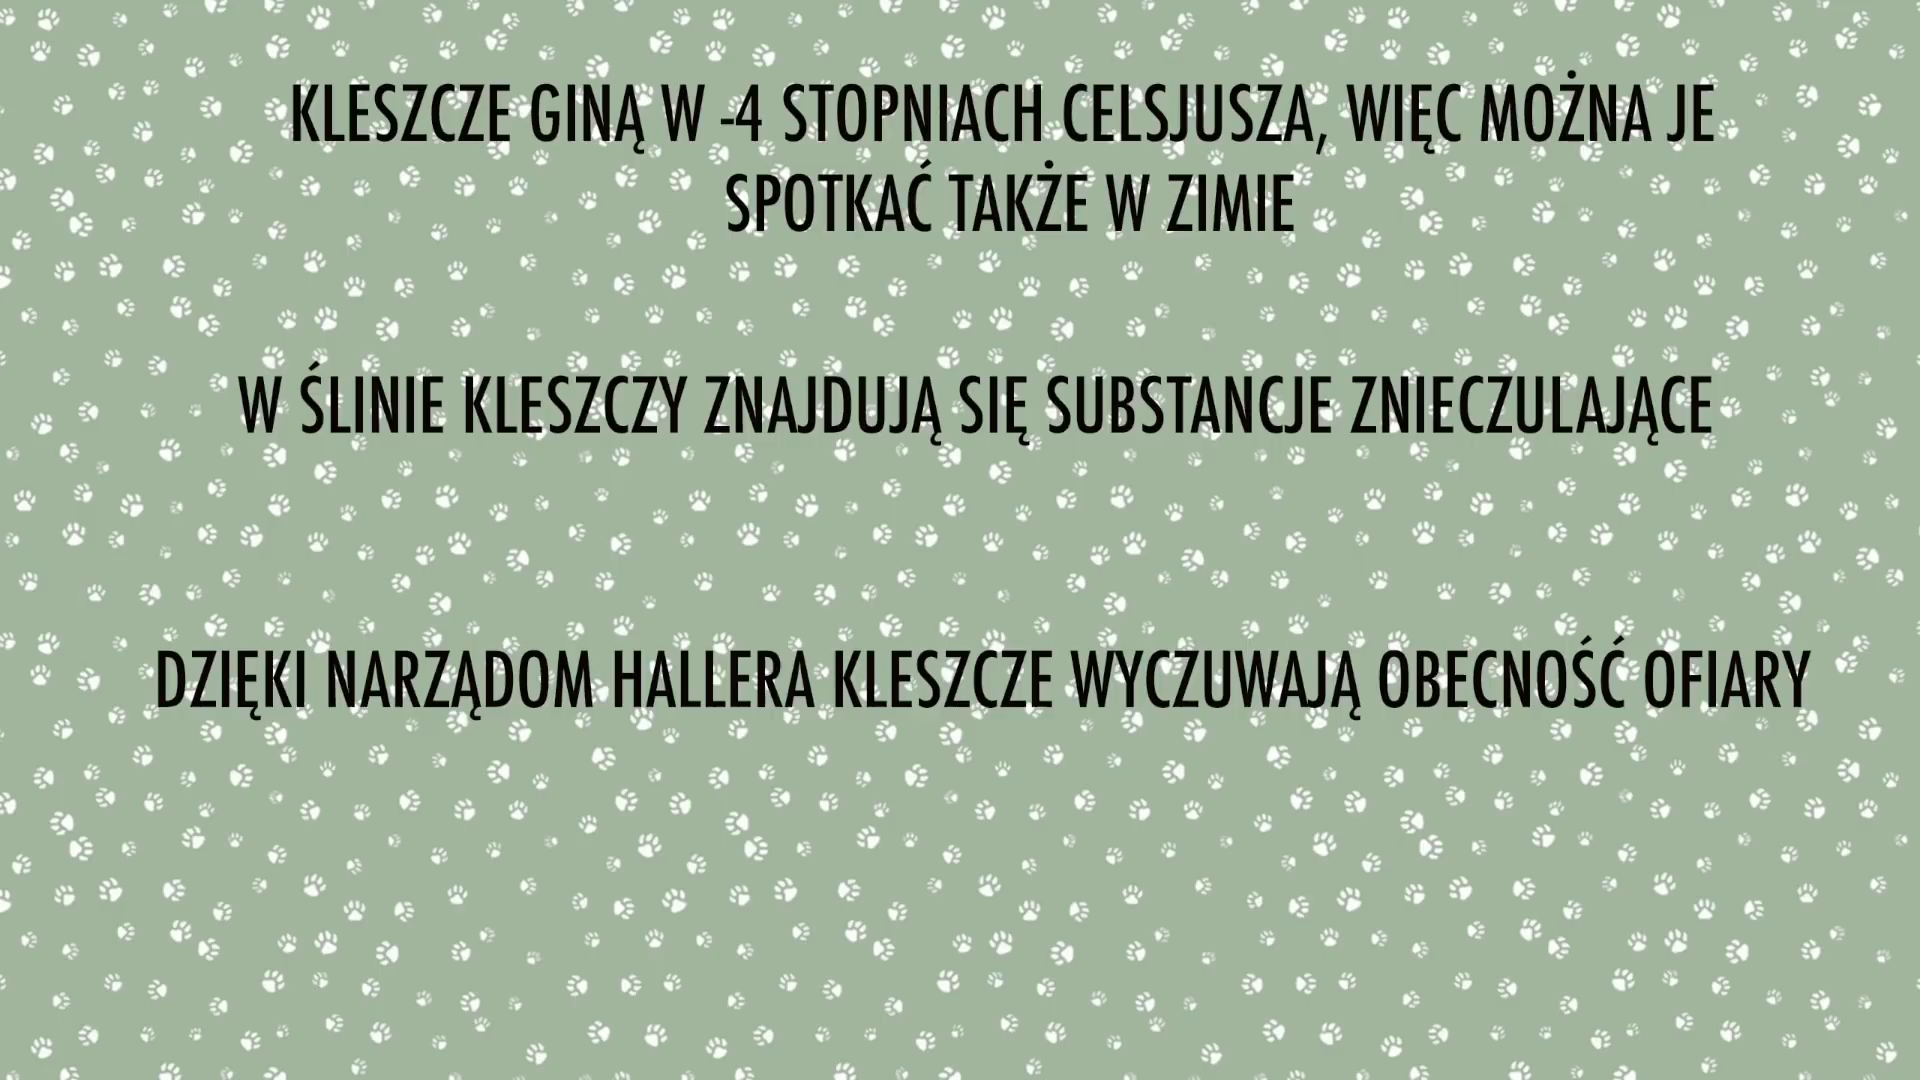 KLESZCZE GINĄ W -4 STOPNIACH CELSJUSZA, WIĘC MOŻNA JE
SPOTKAĆ TAKŻE W ZIMIE
W ŚLINIE KLESZCZY ZNAJDUJĄ SIĘ SUBSTANCJE ZNIECZULAJĄCE
DZIĘKI NARZĄDOM HALLERA KLESZCZE WYCZUWAJĄ OBECNOŚĆ OFIARY